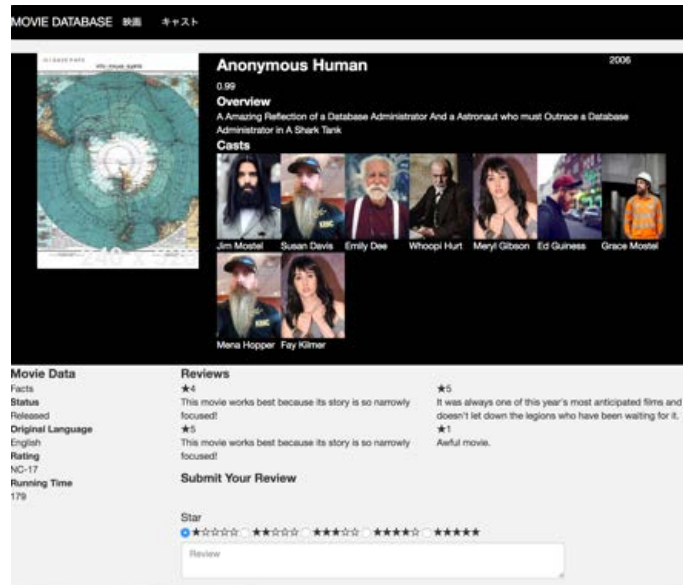 MOVIE DATABASE 映画 キャスト
Anonymous Human 2006
0.99
Overview
A Amazing Reflection of a Database Administrator And a Astronaut who must Outrace a Database
Administrator in A Shark Tank
Casts
Jim Mostel Susan Davis Emily Dee Whoopi Hurt Meryl Gibson Ed Guiness Grace Mostel
Mena Hopper Fay Kilmer
Movie Data
Facts
Status
Released
Original Language
English
Rating
NC-17
Running Time
179
Reviews
★4
This movie works best because its story is so narrowly
focused!
★5
It was always one of this year's most anticipated films and
doesn't let down the legions who have been waiting for it.
★5
This movie works best because its story is so narrowly
focused!
★1
Awful movie.
Submit Your Review
Star
★☆☆☆☆ ★★☆☆☆ ★★★☆☆ ★★★★☆ ★★★★★
Review